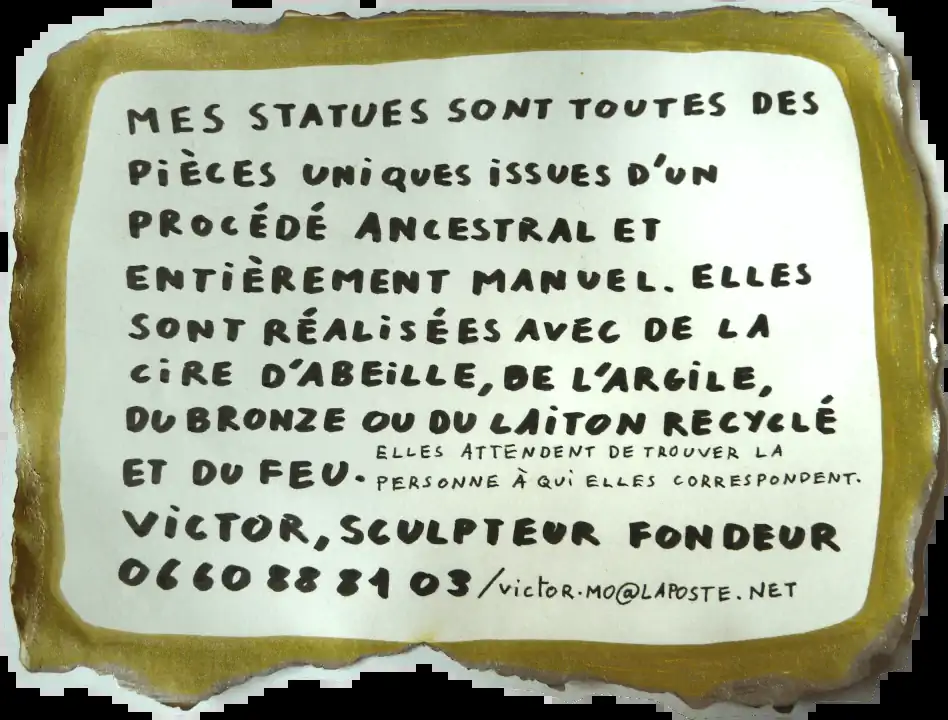 MES STATUES SONT TOUTES DES
PIÈCES UNIQUES ISSUES D'UN
PROCÉDÉ ANCESTRAL ET
ENTIÈREMENT MANUEL. ELLES
SONT RÉALISÉES AVEC DE LA
CIRE D'ABEILLE, DE L'ARGILE,
DU BRONZE OU DU LAITON RECYCLÉ
ET DU FEU. ELLES ATTENDENT DE TROUVER LA
PERSONNE À QUI ELLES CORRESPONDENT.
VICTOR, SCULPTEUR FONDEUR
06 60 88 81 03 / VICTOR.MO@LAPOSTE.NET